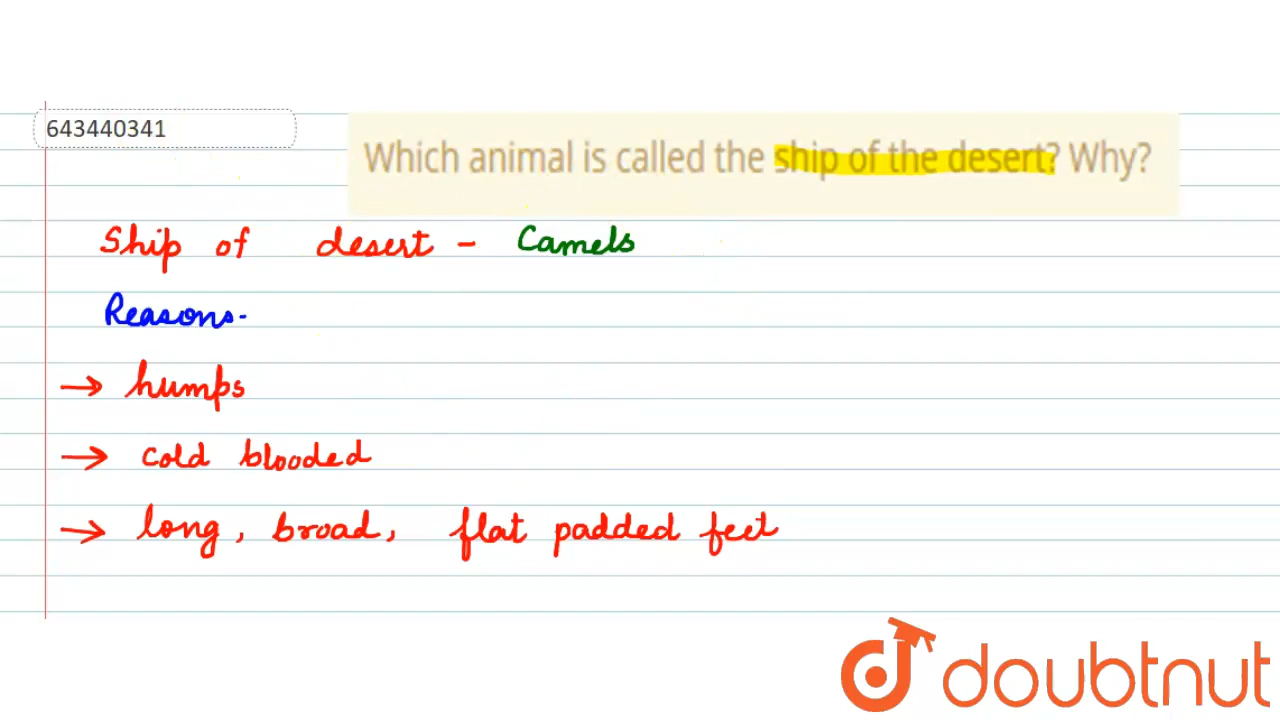 643440341
Which animal is called the ship of the desert? Why?
Ship of desert - Camels
Reasons-
→ humps
→ cold blooded
→ long, broad, flat padded feet
doubtnut